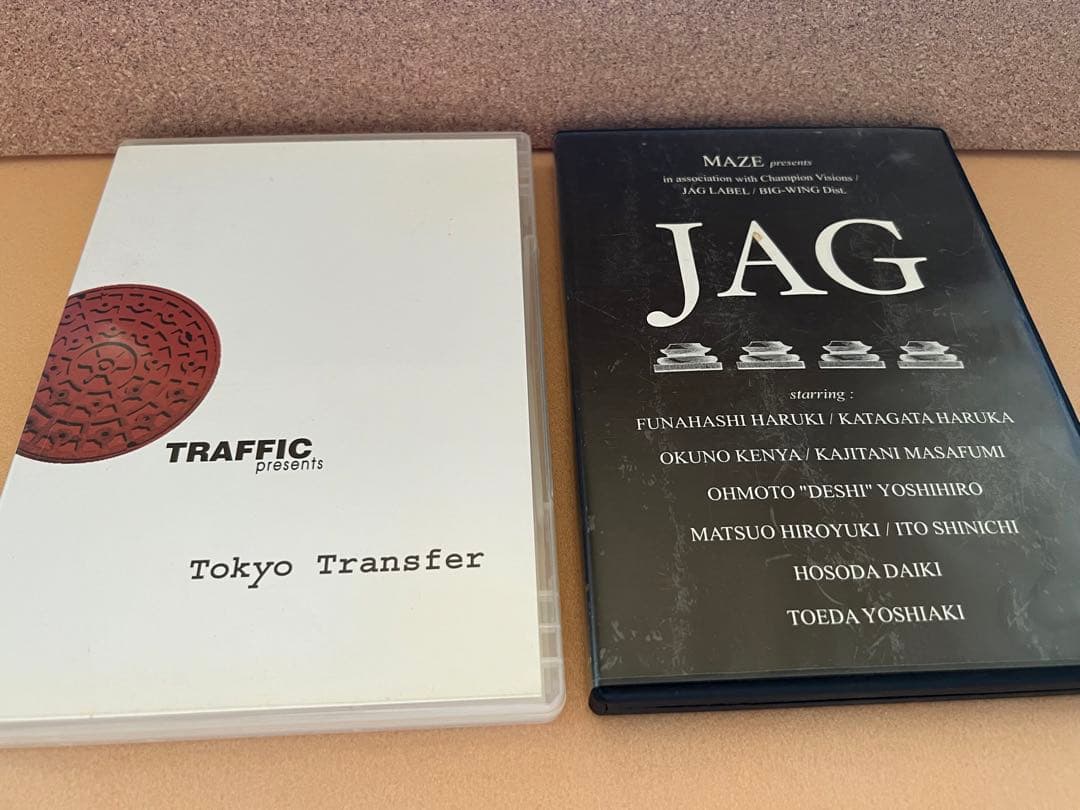 TRAFFIC
presents
Tokyo Transfer
MAZE presents
in association with Champion Visions /
JAG LABEL / BIG-WING Dist.
JAG
starring :
FUNAHASHI HARUKI / KATAGATA HARUKA
OKUNO KENYA / KAJITANI MASAFUMI
OHMOTO "DESHI" YOSHIHIRO
MATSUO HIROYUKI / ITO SHINICHI
HOSODA DAIKI
TOEDA YOSHIAKI